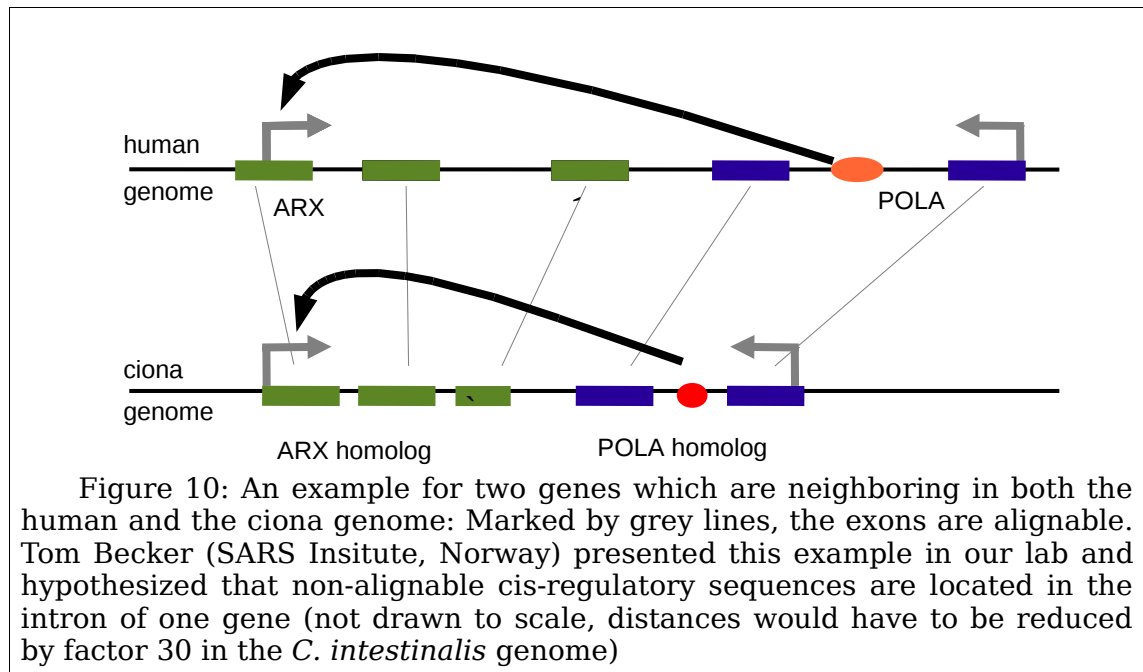 human
genome
ARX
POLA
ciona
genome
ARX homolog
POLA homolog
Figure 10: An example for two genes which are neighboring in both the
human and the ciona genome: Marked by grey lines, the exons are alignable.
Tom Becker (SARS Insitute, Norway) presented this example in our lab and
hypothesized that non-alignable cis-regulatory sequences are located in the
intron of one gene (not drawn to scale, distances would have to be reduced
by factor 30 in the C. intestinalis genome)